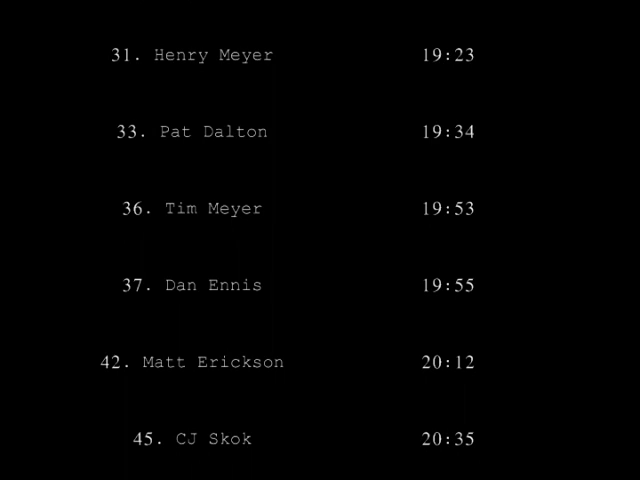 31. Henry Meyer 19:23
33. Pat Dalton 19:34
36. Tim Meyer 19:53
37. Dan Ennis 19:55
42. Matt Erickson 20:12
45. CJ Skok 20:35